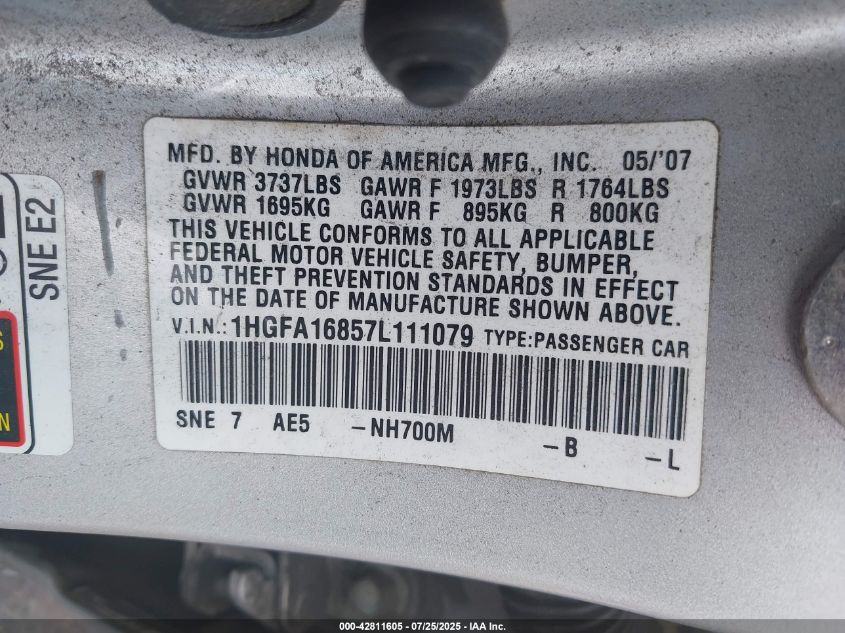 MFD. BY HONDA OF AMERICA MFG., INC. 05/'07
GVWR 3737LBS GAWR F 1973LBS R 1764LBS
GVWR 1695KG GAWR F 895KG R 800KG
THIS VEHICLE CONFORMS TO ALL APPLICABLE
FEDERAL MOTOR VEHICLE SAFETY, BUMPER,
AND THEFT PREVENTION STANDARDS IN EFFECT
ON THE DATE OF MANUFACTURE SHOWN ABOVE.
V.I.N.: 1HGFA16857L111079 TYPE:PASSENGER CAR
SNE 7 AE5 -NH700M -B -L
SNE E2
000-42811605 - 07/25/2025 - IAA Inc.